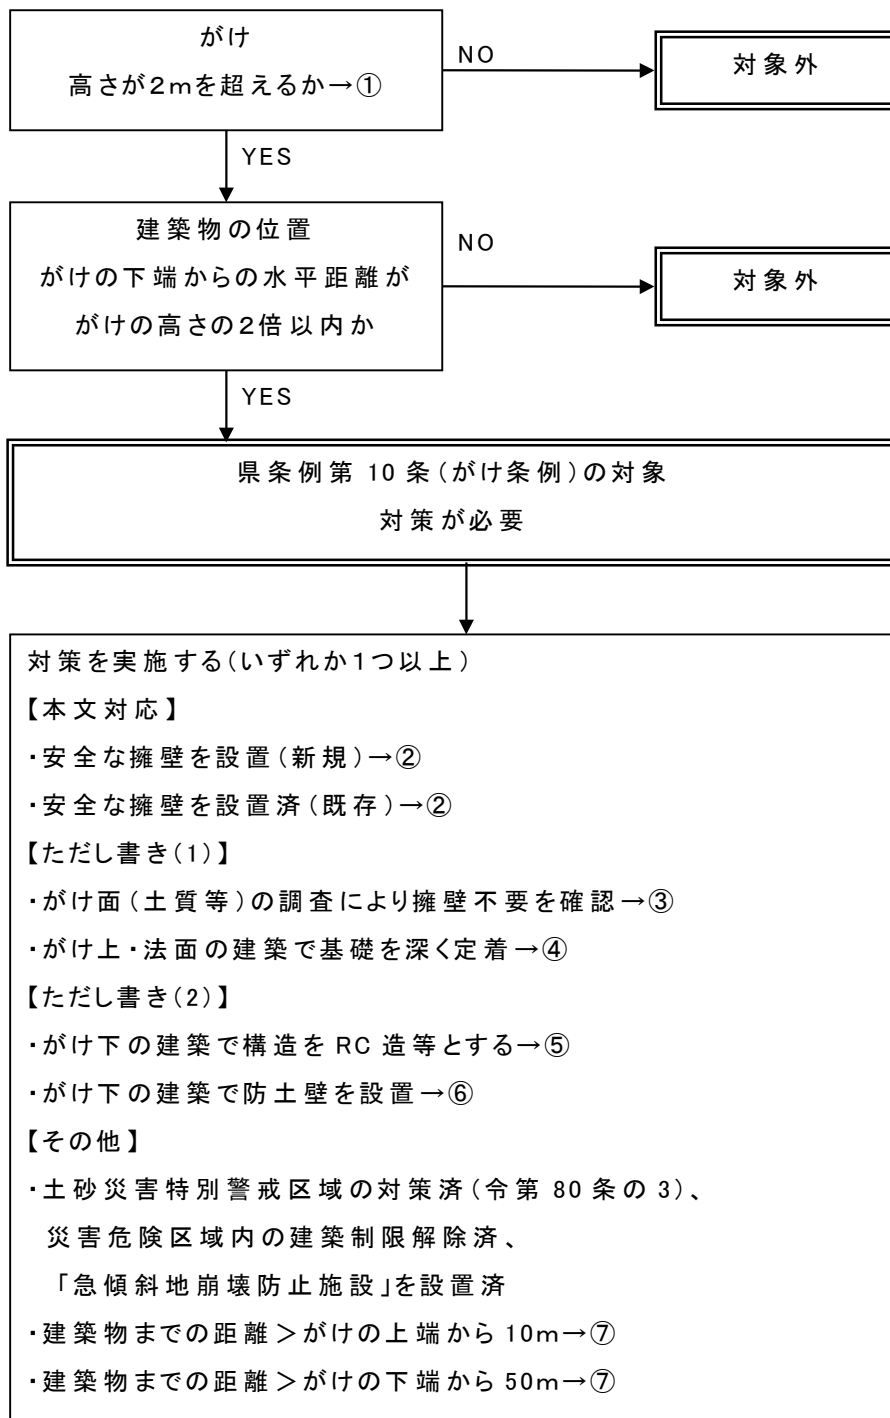 がけ
高さが2mを超えるか→①
NO
対象外
YES
建築物の位置
がけの下端からの水平距離が
がけの高さの2倍以内か
NO
対象外
YES
県条例第10条(がけ条例)の対象
対策が必要
対策を実施する(いずれか1つ以上)
【本文対応】
・安全な擁壁を設置(新規)→②
・安全な擁壁を設置済(既存)→②
【ただし書き(1)】
・がけ面(土質等)の調査により擁壁不要を確認→③
・がけ上・法面の建築で基礎を深く定着→④
【ただし書き(2)】
・がけ下の建築で構造をRC造等とする→⑤
・がけ下の建築で防土壁を設置→⑥
【その他】
・土砂災害特別警戒区域の対策済(令第80条の3)、
災害危険区域内の建築制限解除済、
「急傾斜地崩壊防止施設」を設置済
・建築物までの距離>がけの上端から10m→⑦
・建築物までの距離>がけの下端から50m→⑦